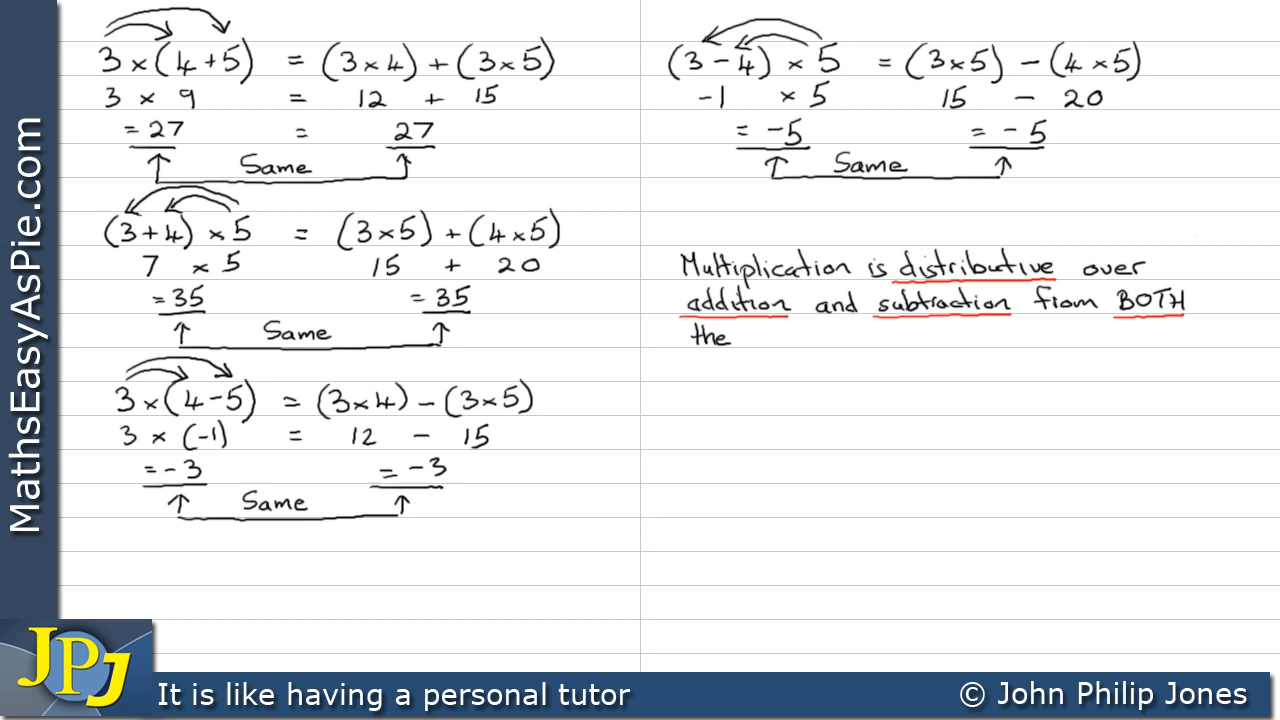 3 × (4 + 5) = (3 × 4) + (3 × 5)
3 × 9 = 12 + 15
= 27 = 27
Same
(3 + 4) × 5 = (3 × 5) + (4 × 5)
7 × 5 15 + 20
= 35 = 35
Same
3 × (4 - 5) = (3 × 4) - (3 × 5)
3 × (-1) = 12 - 15
= -3 = -3
Same
(3 - 4) × 5 = (3 × 5) - (4 × 5)
-1 × 5 15 - 20
= -5 = -5
Same
Multiplication is distributive over
addition and subtraction from BOTH
the
MathsEasyAsPie.com
JPJ
It is like having a personal tutor
© John Philip Jones